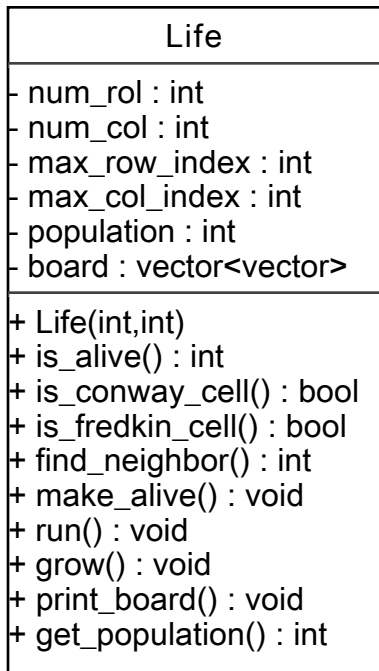 Life
- num_rol : int
- num_col : int
- max_row_index : int
- max_col_index : int
- population : int
- board : vector<vector>
+ Life(int,int)
+ is_alive() : int
+ is_conway_cell() : bool
+ is_fredkin_cell() : bool
+ find_neighbor() : int
+ make_alive() : void
+ run() : void
+ grow() : void
+ print_board() : void
+ get_population() : int